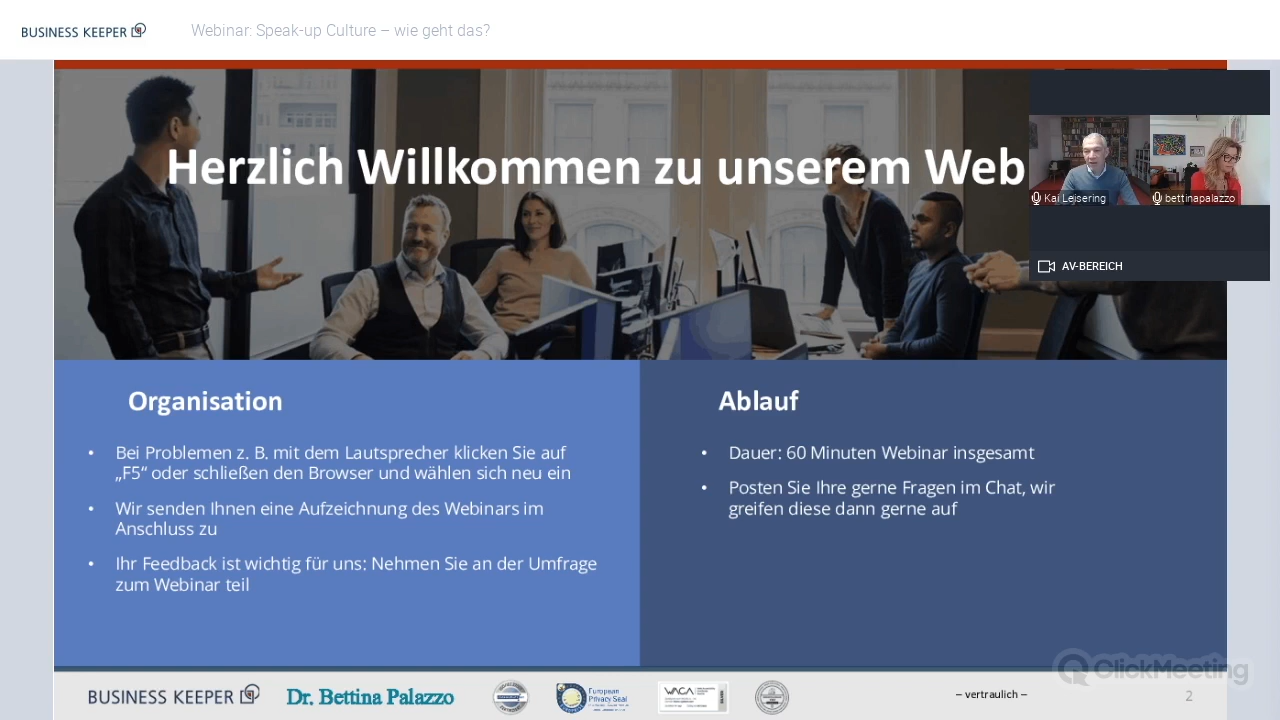 BUSINESS KEEPER
Webinar: Speak-up Culture – wie geht das?
Herzlich Willkommen zu unserem Web
Kai Leisering
bettinapalazzo
AV-BEREICH
Organisation
• Bei Problemen z. B. mit dem Lautsprecher klicken Sie auf
„F5“ oder schließen den Browser und wählen sich neu ein
• Wir senden Ihnen eine Aufzeichnung des Webinars im
Anschluss zu
• Ihr Feedback ist wichtig für uns: Nehmen Sie an der Umfrage
zum Webinar teil
Ablauf
• Dauer: 60 Minuten Webinar insgesamt
• Posten Sie Ihre gerne Fragen im Chat, wir
greifen diese dann gerne auf
ClickMeeting
BUSINESS KEEPER
Dr. Bettina Palazzo
European
Privacy Seal
WACA
– vertraulich –
2